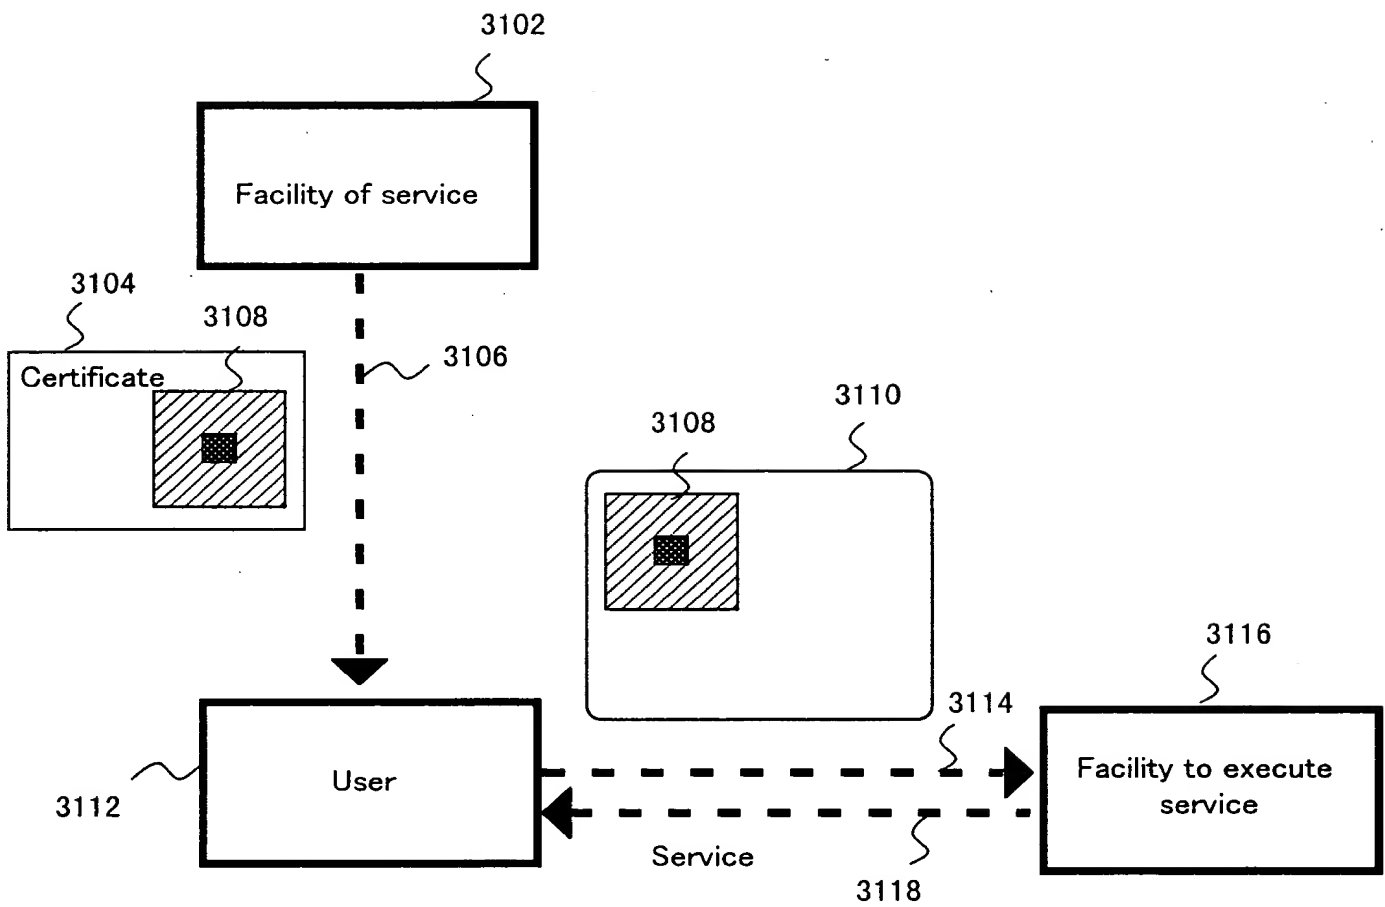 3102
Facility of service
3104
3108
3106
Certificate
3110
3108
3116
3114
User
Facility to execute
service
3112
Service
3118